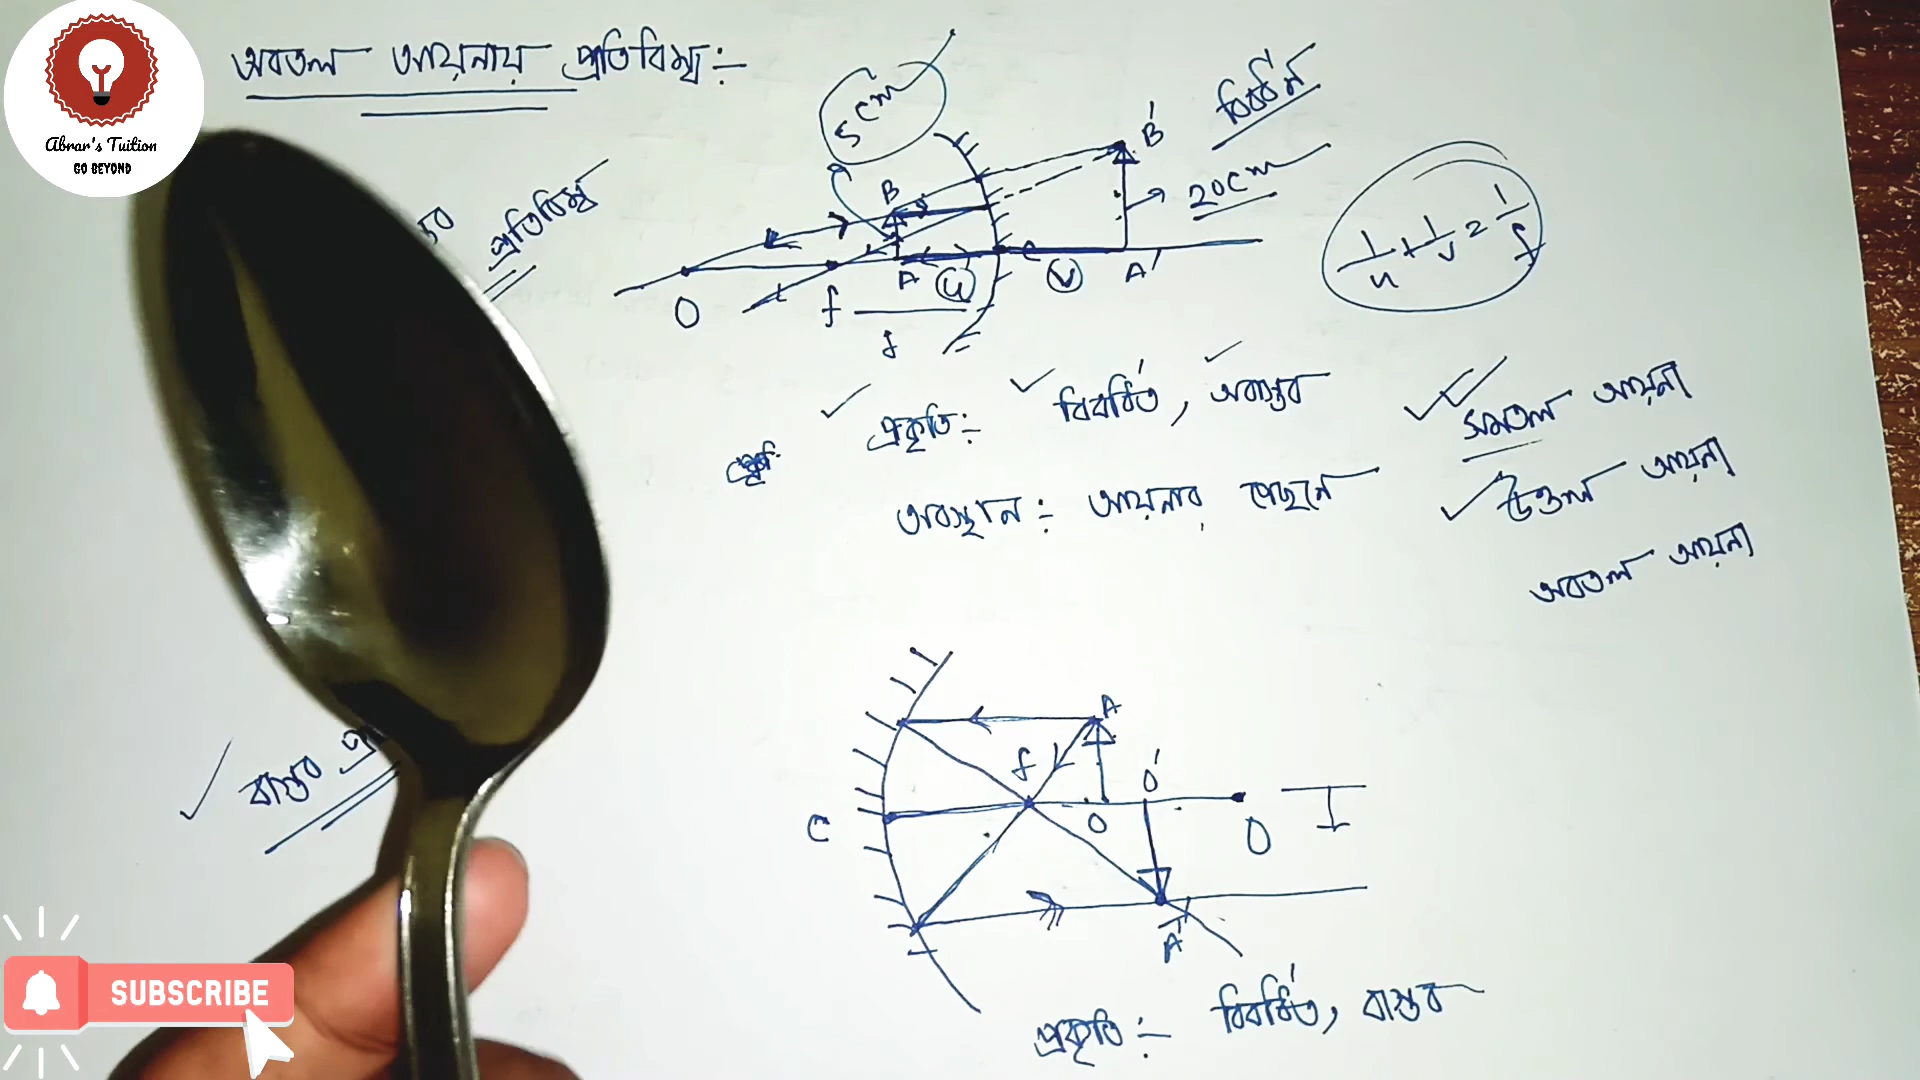 Abrar's Tuition
GO BEYOND
অবতল আয়নায় প্রতিবিম্ব :-
5cm
বিবর্ধন
B'
20cm
B
1/u + 1/v = 1/f
A
u
v
A'
O
f
f
প্রতিবিম্ব
প্রকৃতি :- বিবর্ধিত, অবাস্তব
অবস্থান :- আয়নার পেছনে
সমতল আয়না
উত্তল আয়না
অবতল আয়না
A
f
O'
C
O
O
I
A'
বাস্তব
প্রকৃতি :- বিবর্ধিত, বাস্তব
SUBSCRIBE